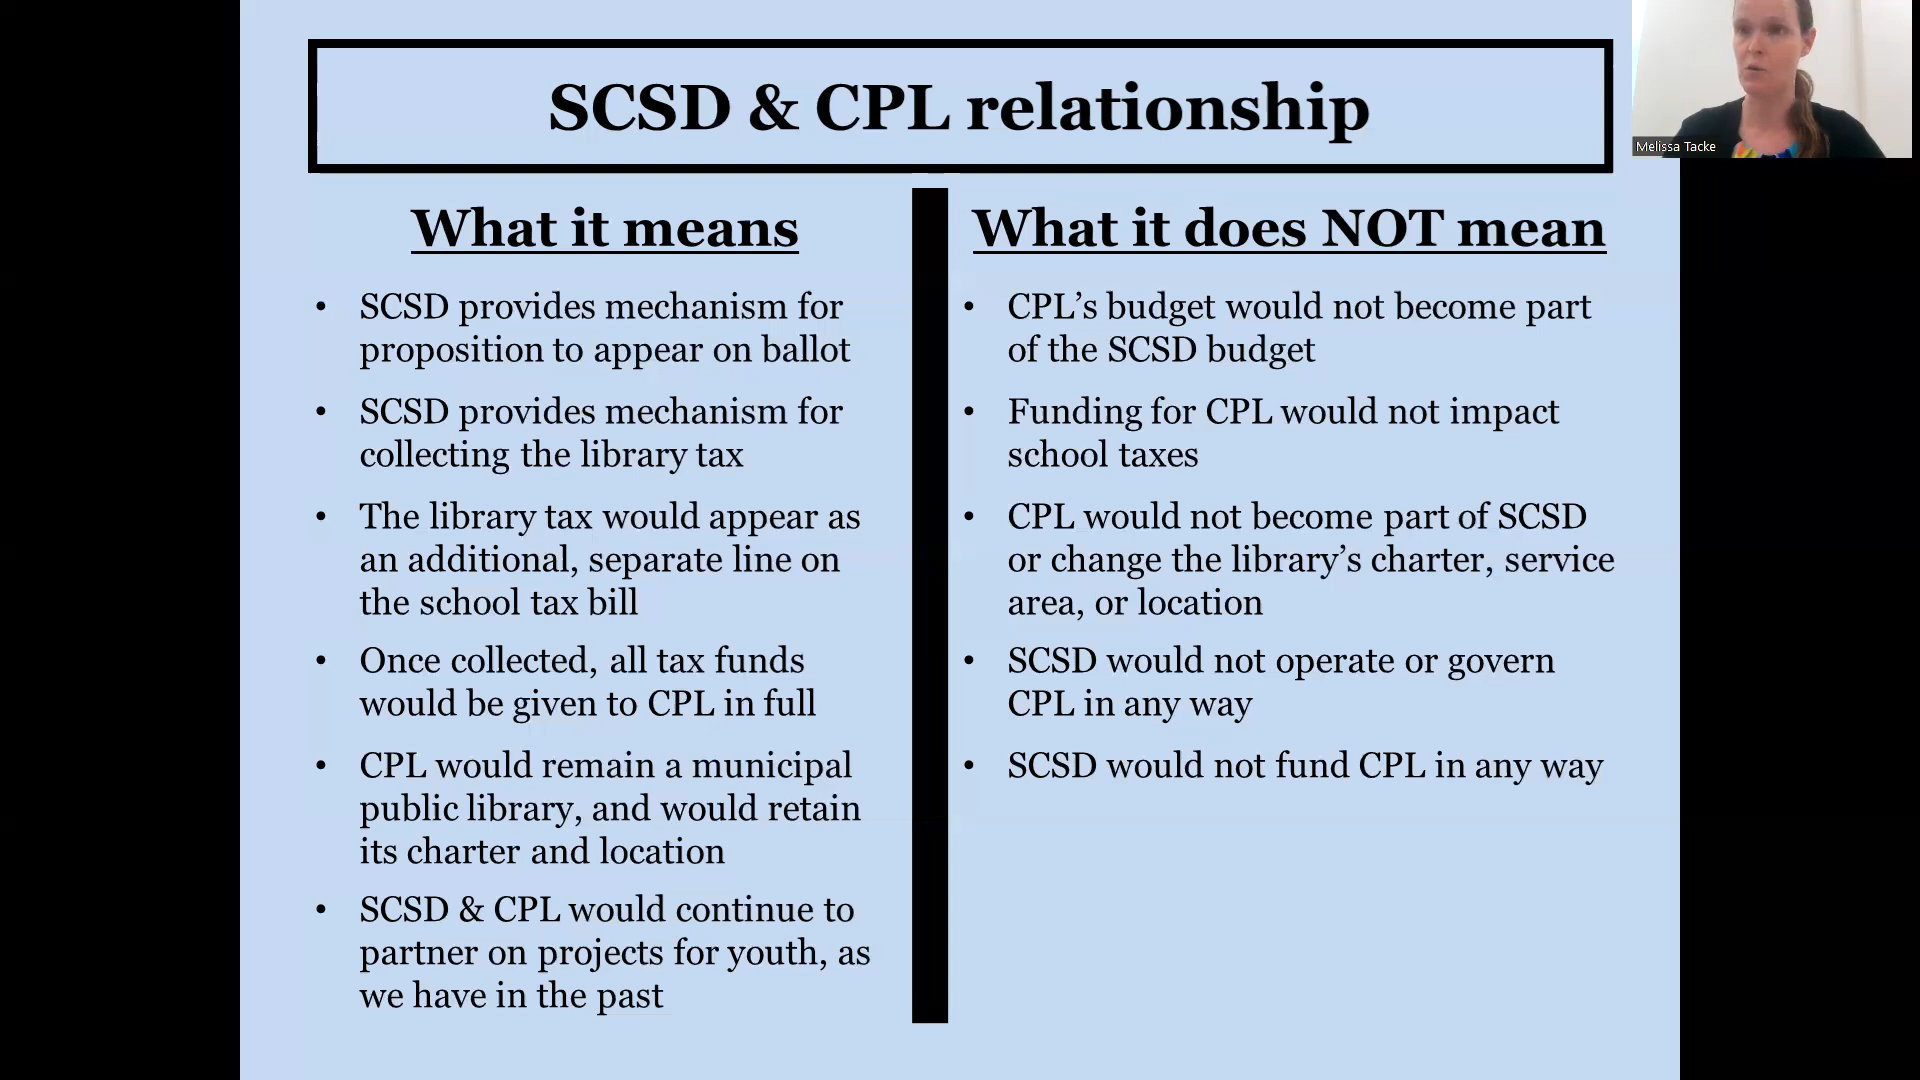 SCSD & CPL relationship
Melissa Tacke
What it means
• SCSD provides mechanism for
proposition to appear on ballot
• SCSD provides mechanism for
collecting the library tax
• The library tax would appear as
an additional, separate line on
the school tax bill
• Once collected, all tax funds
would be given to CPL in full
• CPL would remain a municipal
public library, and would retain
its charter and location
• SCSD & CPL would continue to
partner on projects for youth, as
we have in the past
What it does NOT mean
• CPL’s budget would not become part
of the SCSD budget
• Funding for CPL would not impact
school taxes
• CPL would not become part of SCSD
or change the library’s charter, service
area, or location
• SCSD would not operate or govern
CPL in any way
• SCSD would not fund CPL in any way